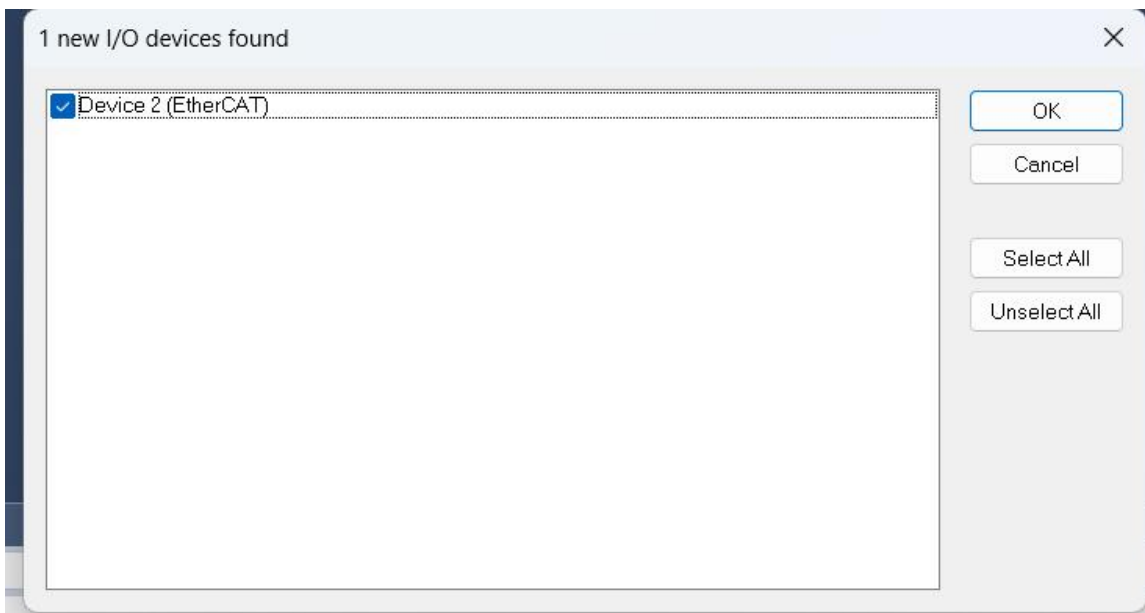 1 new I/O devices found
Device 2 (EtherCAT)
OK
Cancel
Select All
Unselect All